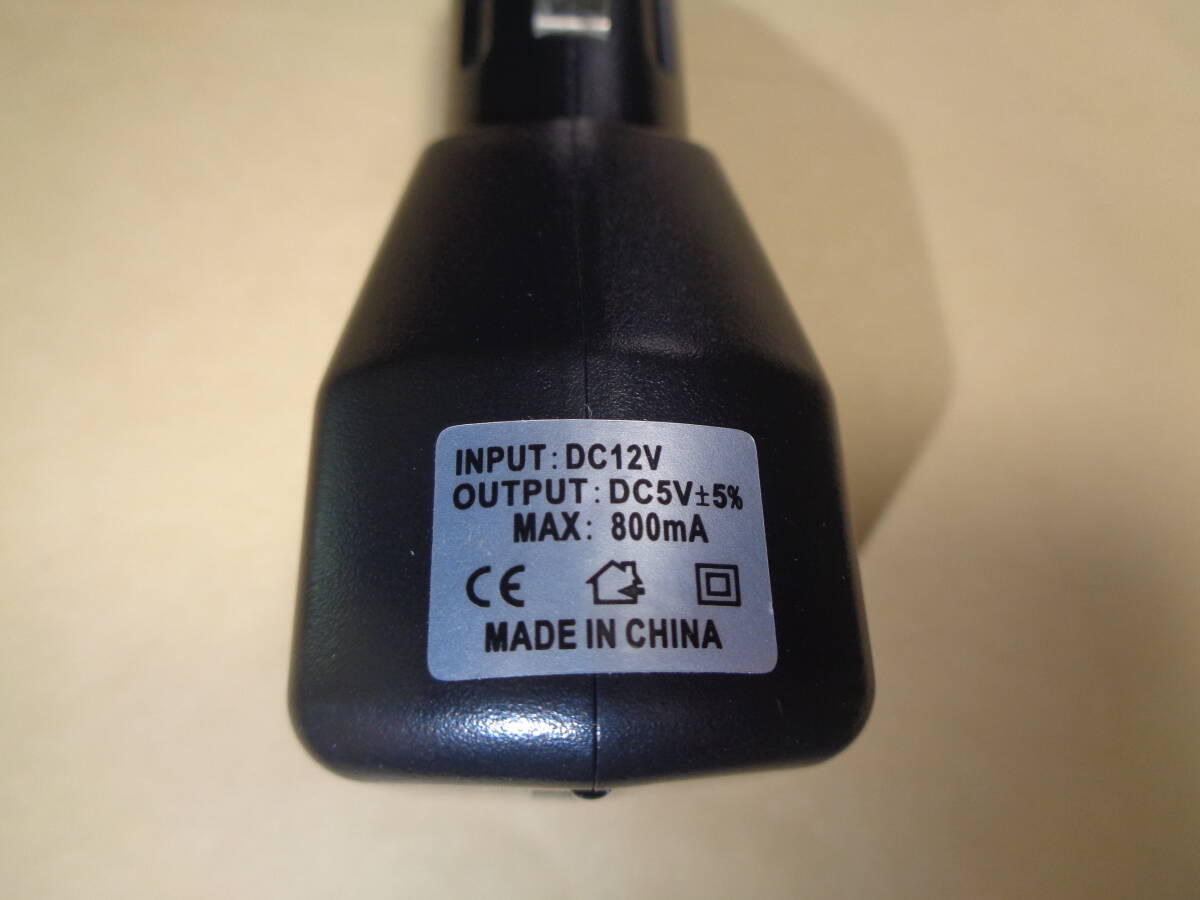 INPUT: DC12V
OUTPUT: DC5V±5%
MAX: 800mA
CE
MADE IN CHINA